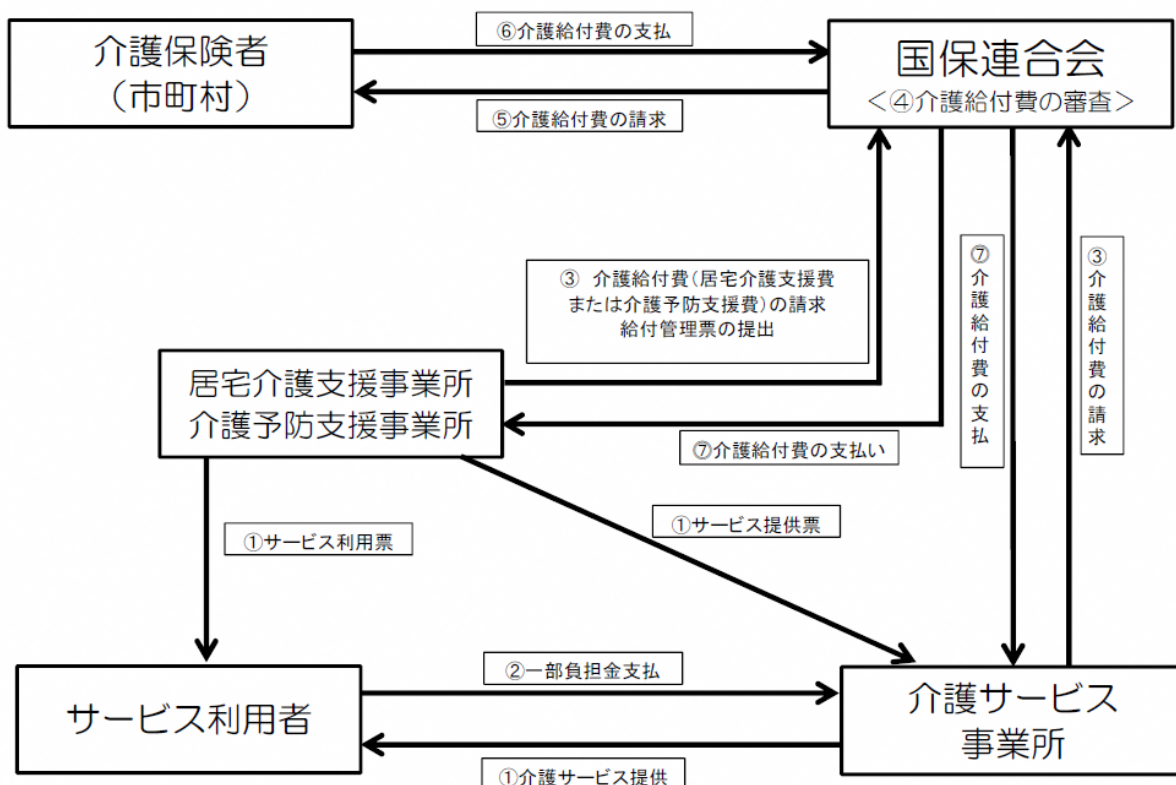 ⑥介護給付費の支払
介護保険者
（市町村）
国保連合会
＜④介護給付費の審査＞
⑤介護給付費の請求
③　介護給付費（居宅介護支援費
または介護予防支援費）の請求
給付管理票の提出
⑦介護給付費の支払
③介護給付費の請求
居宅介護支援事業所
介護予防支援事業所
⑦介護給付費の支払い
①サービス利用票
①サービス提供票
②一部負担金支払
サービス利用者
介護サービス
事業所
①介護サービス提供